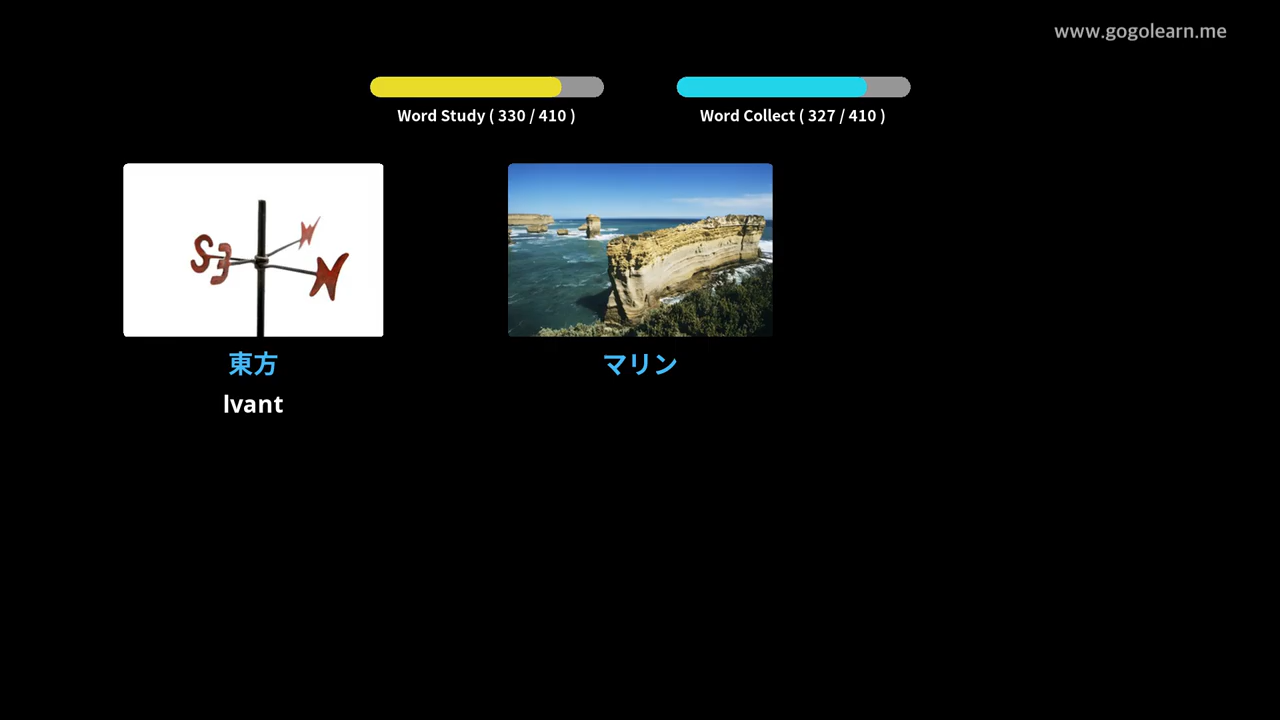 www.gogolearn.me
Word Study ( 330 / 410 )
Word Collect ( 327 / 410 )
S E N
東方
マリン
lvant